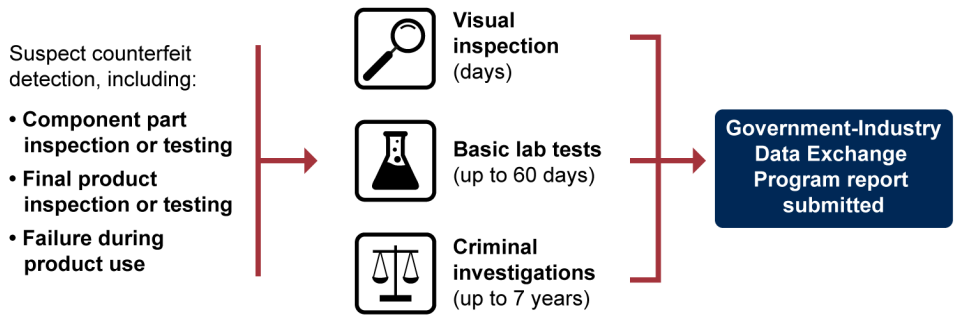 Suspect counterfeit
detection, including:
• Component part
inspection or testing
• Final product
inspection or testing
• Failure during
product use
Visual
inspection
(days)
Basic lab tests
(up to 60 days)
Criminal
investigations
(up to 7 years)
Government-Industry
Data Exchange
Program report
submitted